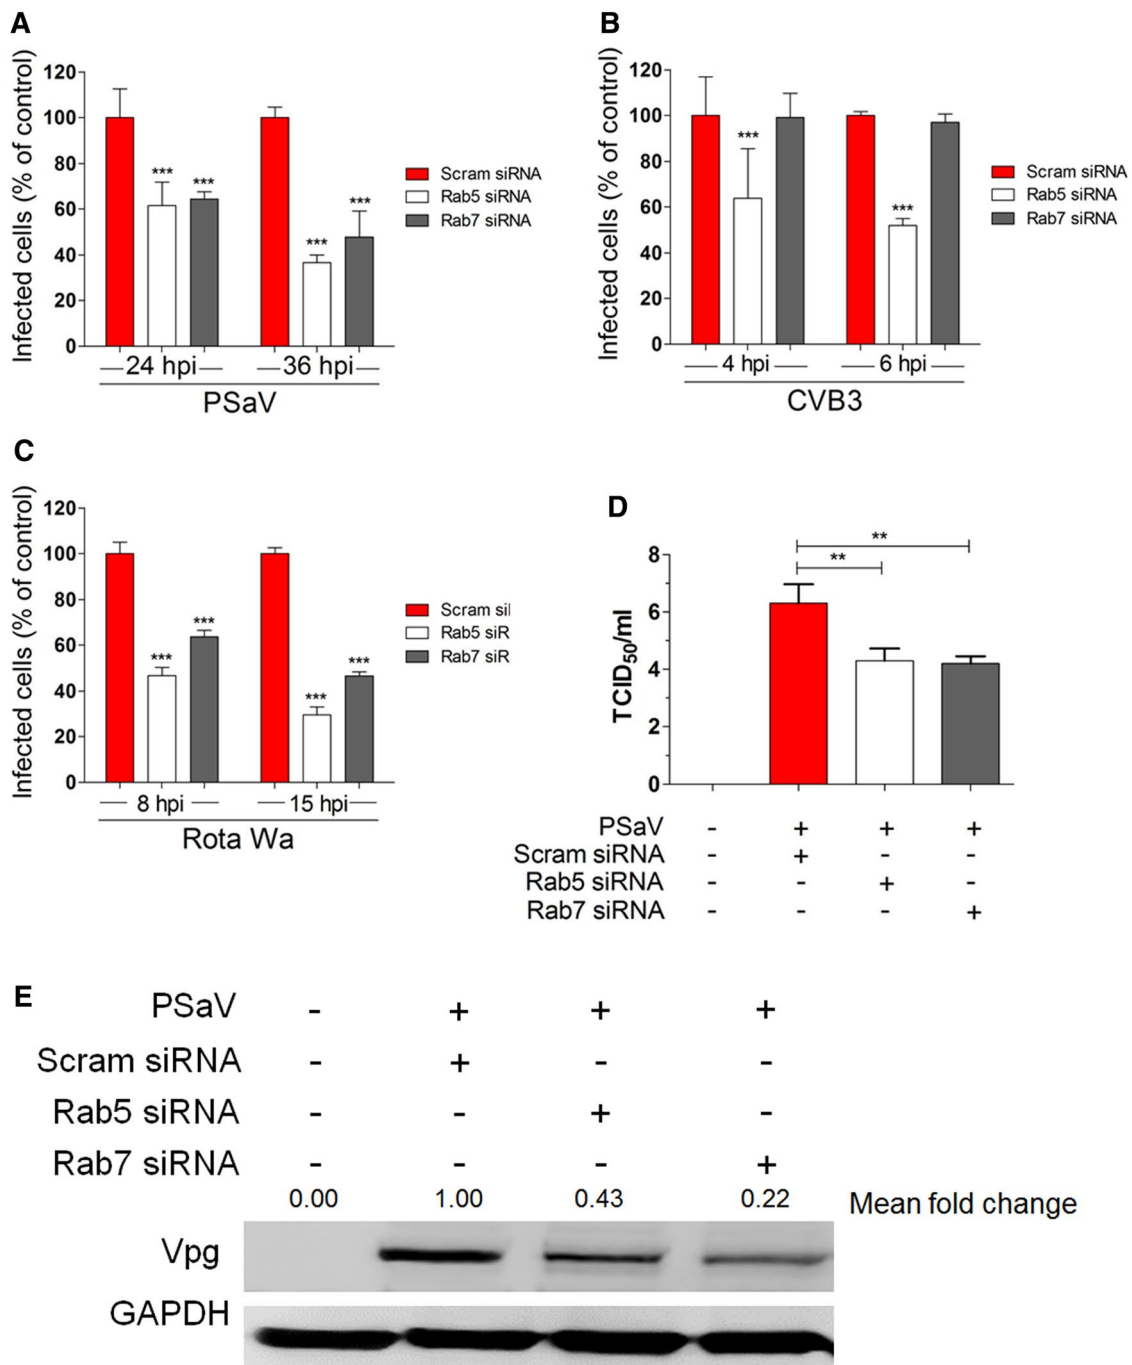 A
Infected cells (% of control)
120
100
80
60
40
20
0
*** ***
*** ***
Scram siRNA
Rab5 siRNA
Rab7 siRNA
24 hpi 36 hpi
PSaV
B
Infected cells (% of control)
120
100
80
60
40
20
0
***
***
Scram siRNA
Rab5 siRNA
Rab7 siRNA
4 hpi 6 hpi
CVB3
C
Infected cells (% of control)
120
100
80
60
40
20
0
*** ***
*** ***
Scram sil
Rab5 siR
Rab7 siR
8 hpi 15 hpi
Rota Wa
D
TCID50/ml
8
6
4
2
0
**
**
PSaV - + + +
Scram siRNA - + - -
Rab5 siRNA - - + -
Rab7 siRNA - - - +
E
PSaV - + + +
Scram siRNA - + - -
Rab5 siRNA - - + -
Rab7 siRNA - - - +
0.00 1.00 0.43 0.22 Mean fold change
Vpg
GAPDH